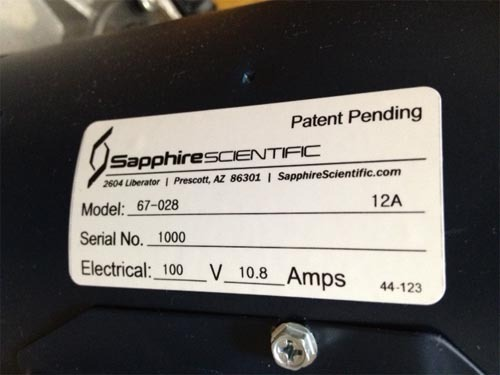 Patent Pending
SapphireSCIENTIFIC
2604 Liberator | Prescott, AZ 86301 | SapphireScientific.com
Model: 67-028 12A
Serial No. 1000
Electrical: 100 V 10.8 Amps
44-123